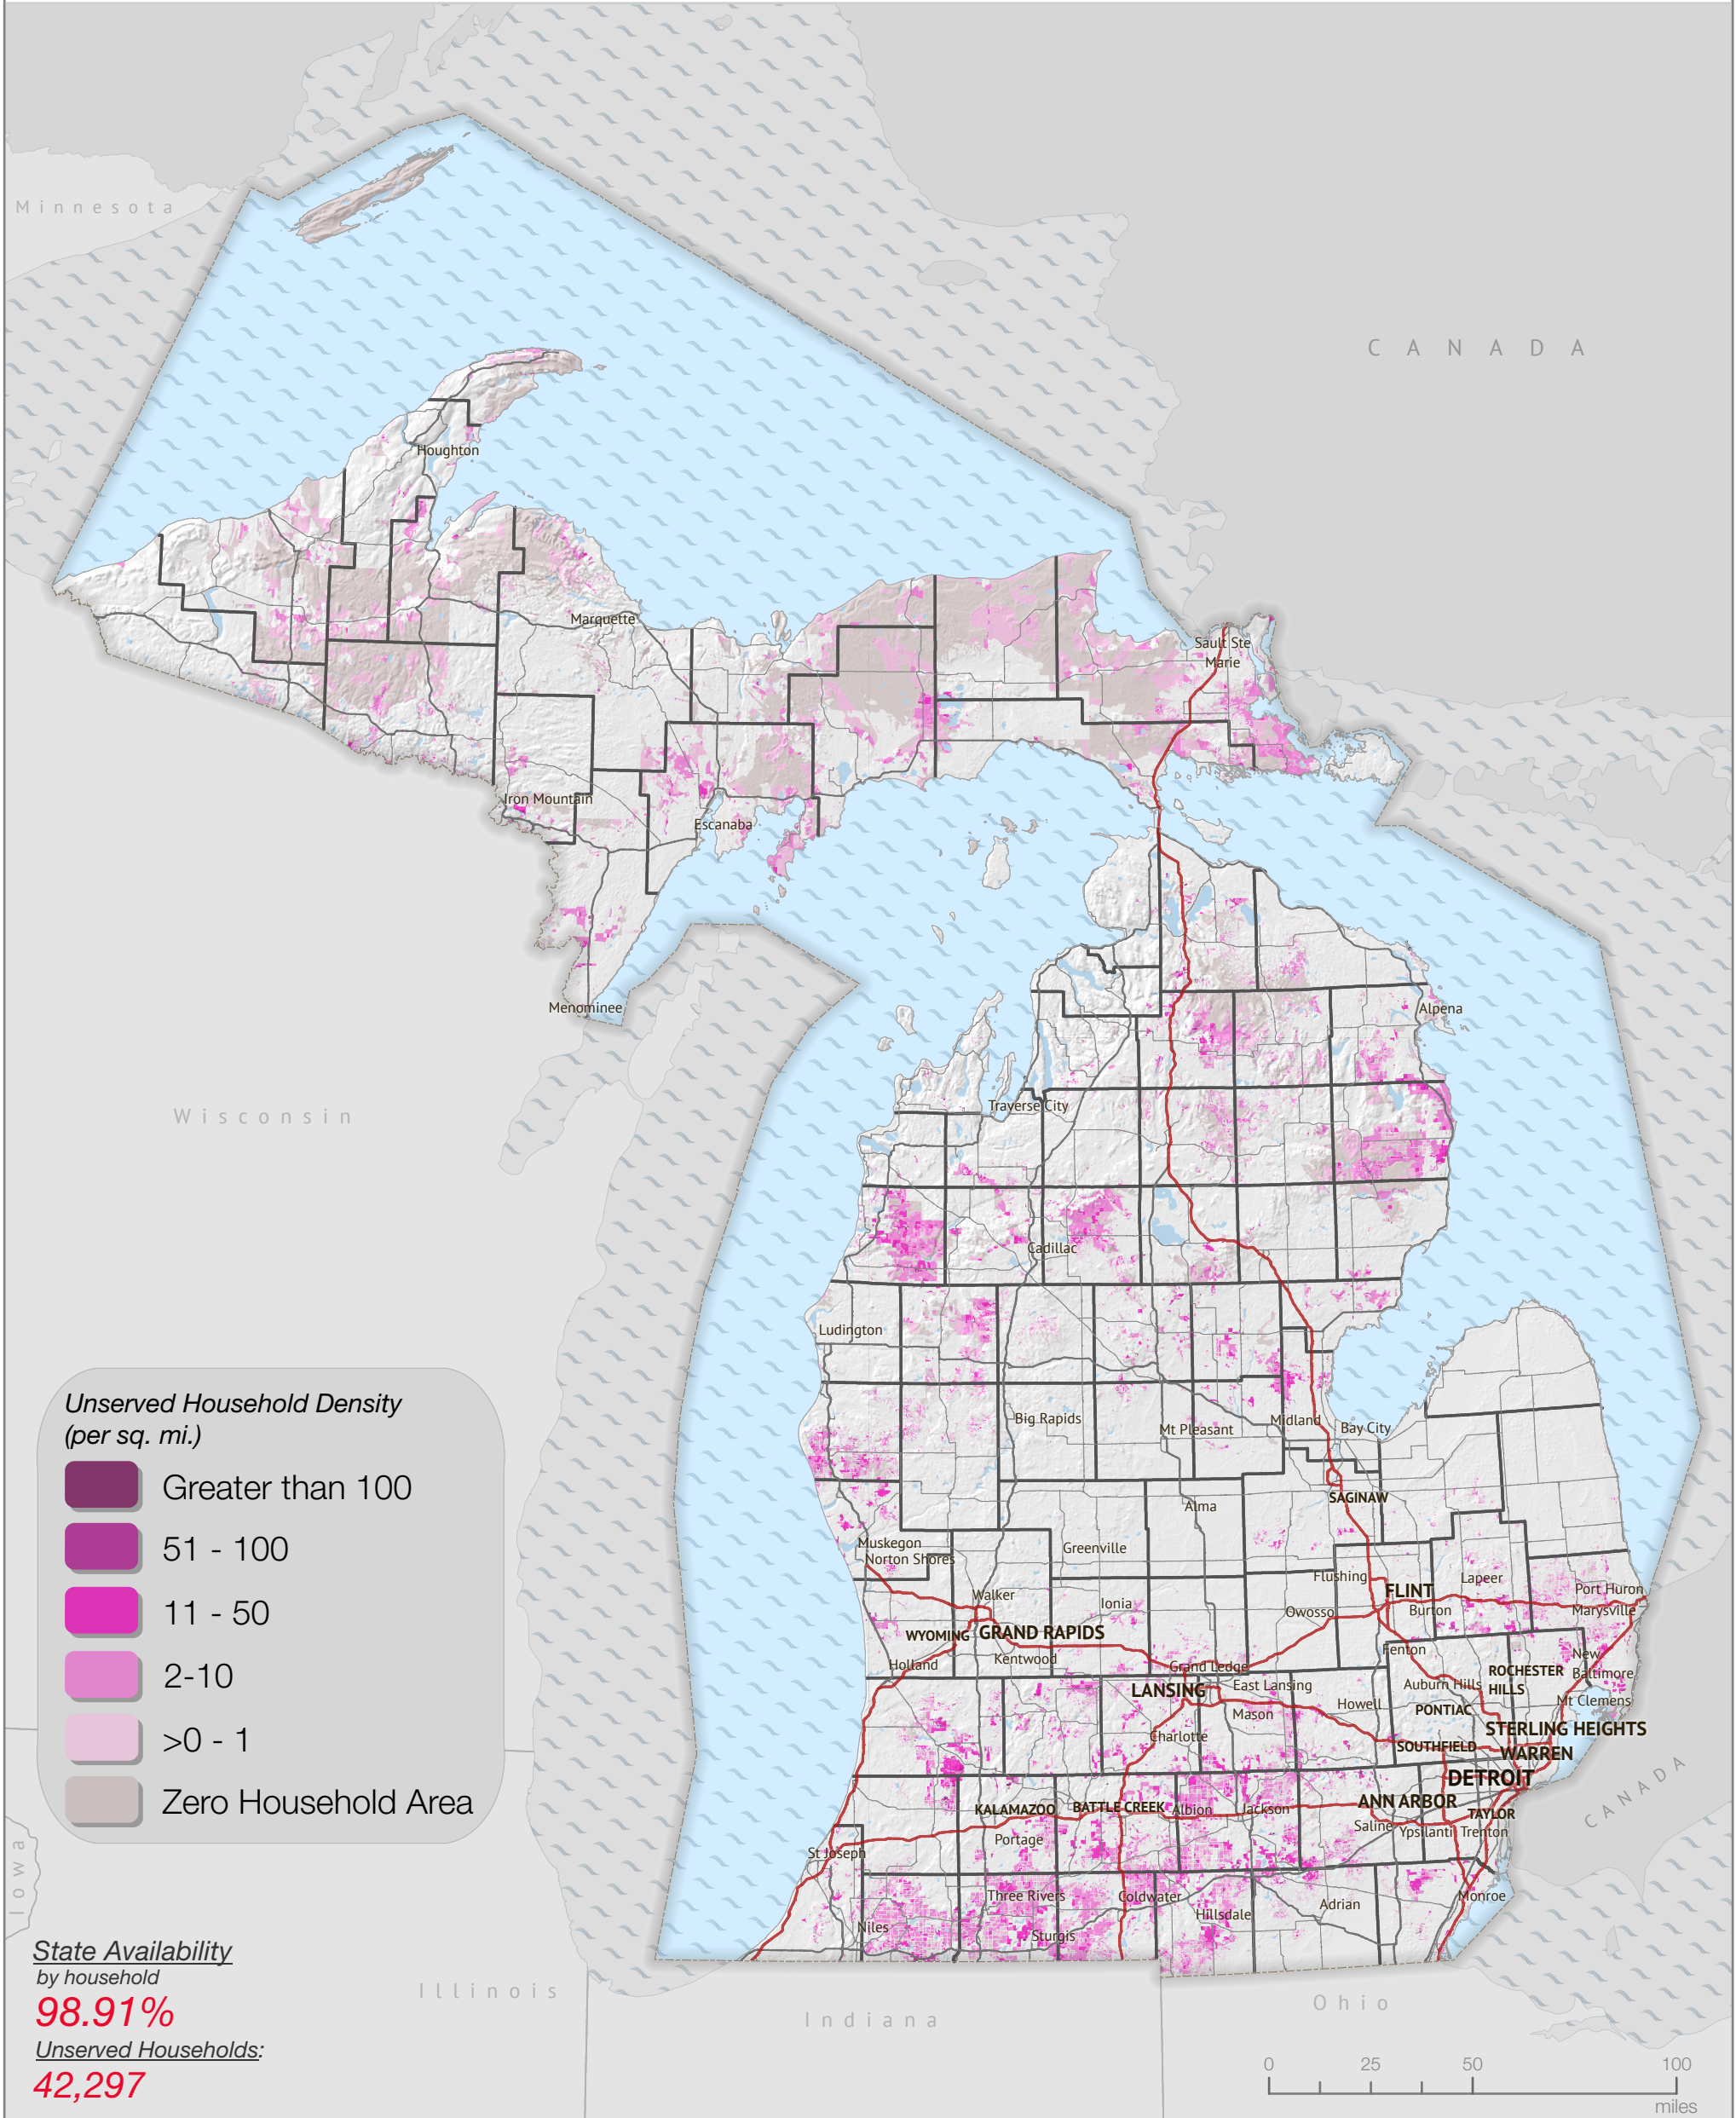 Minnesota
CANADA
Houghton
Marquette
Sault Ste
Marie
Iron Mountain
Escanaba
Menominee
Alpena
Wisconsin
Traverse City
Cadillac
Ludington
Big Rapids
Mt Pleasant
Midland
Bay City
SAGINAW
Alma
Muskegon
Norton Shores
Greenville
Flushing
FLINT
Lapeer
Port Huron
Walker
Ionia
Owosso
Burton
Marysville
WYOMING
GRAND RAPIDS
Holland
Kentwood
Grand Ledge
Fenton
New
Baltimore
LANSING
East Lansing
Auburn Hills
ROCHESTER
HILLS
Mason
Howell
PONTIAC
Mt Clemens
Charlotte
SOUTHFIELD
STERLING HEIGHTS
WARREN
DETROIT
CANADA
KALAMAZOO
BATTLE CREEK
Albion
Jackson
ANN ARBOR
TAYLOR
Portage
Saline
Ypsilanti
Trenton
St Joseph
Three Rivers
Coldwater
Hillsdale
Adrian
Monroe
Niles
Sturgis
Unserved Household Density
(per sq. mi.)
Greater than 100
51 - 100
11 - 50
2-10
>0 - 1
Zero Household Area
Iowa
State Availability
by household
98.91%
Unserved Households:
42,297
Illinois
Indiana
Ohio
0 25 50 100
miles